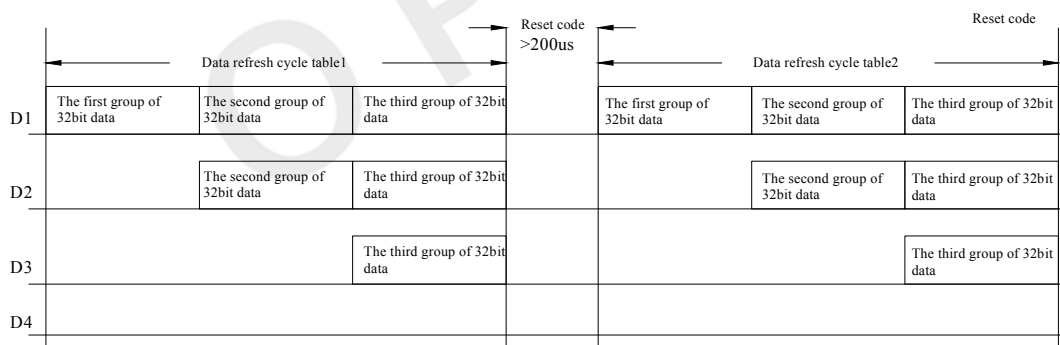 Reset code
>200us
Reset code
Data refresh cycle table1
Data refresh cycle table2
D1
The first group of
32bit data
The second group of
32bit data
The third group of 32bit
data
The first group of
32bit data
The second group of
32bit data
The third group of 32bit
data
D2
The second group of
32bit data
The third group of 32bit
data
The second group of
32bit data
The third group of 32bit
data
D3
The third group of 32bit
data
The third group of 32bit
data
D4